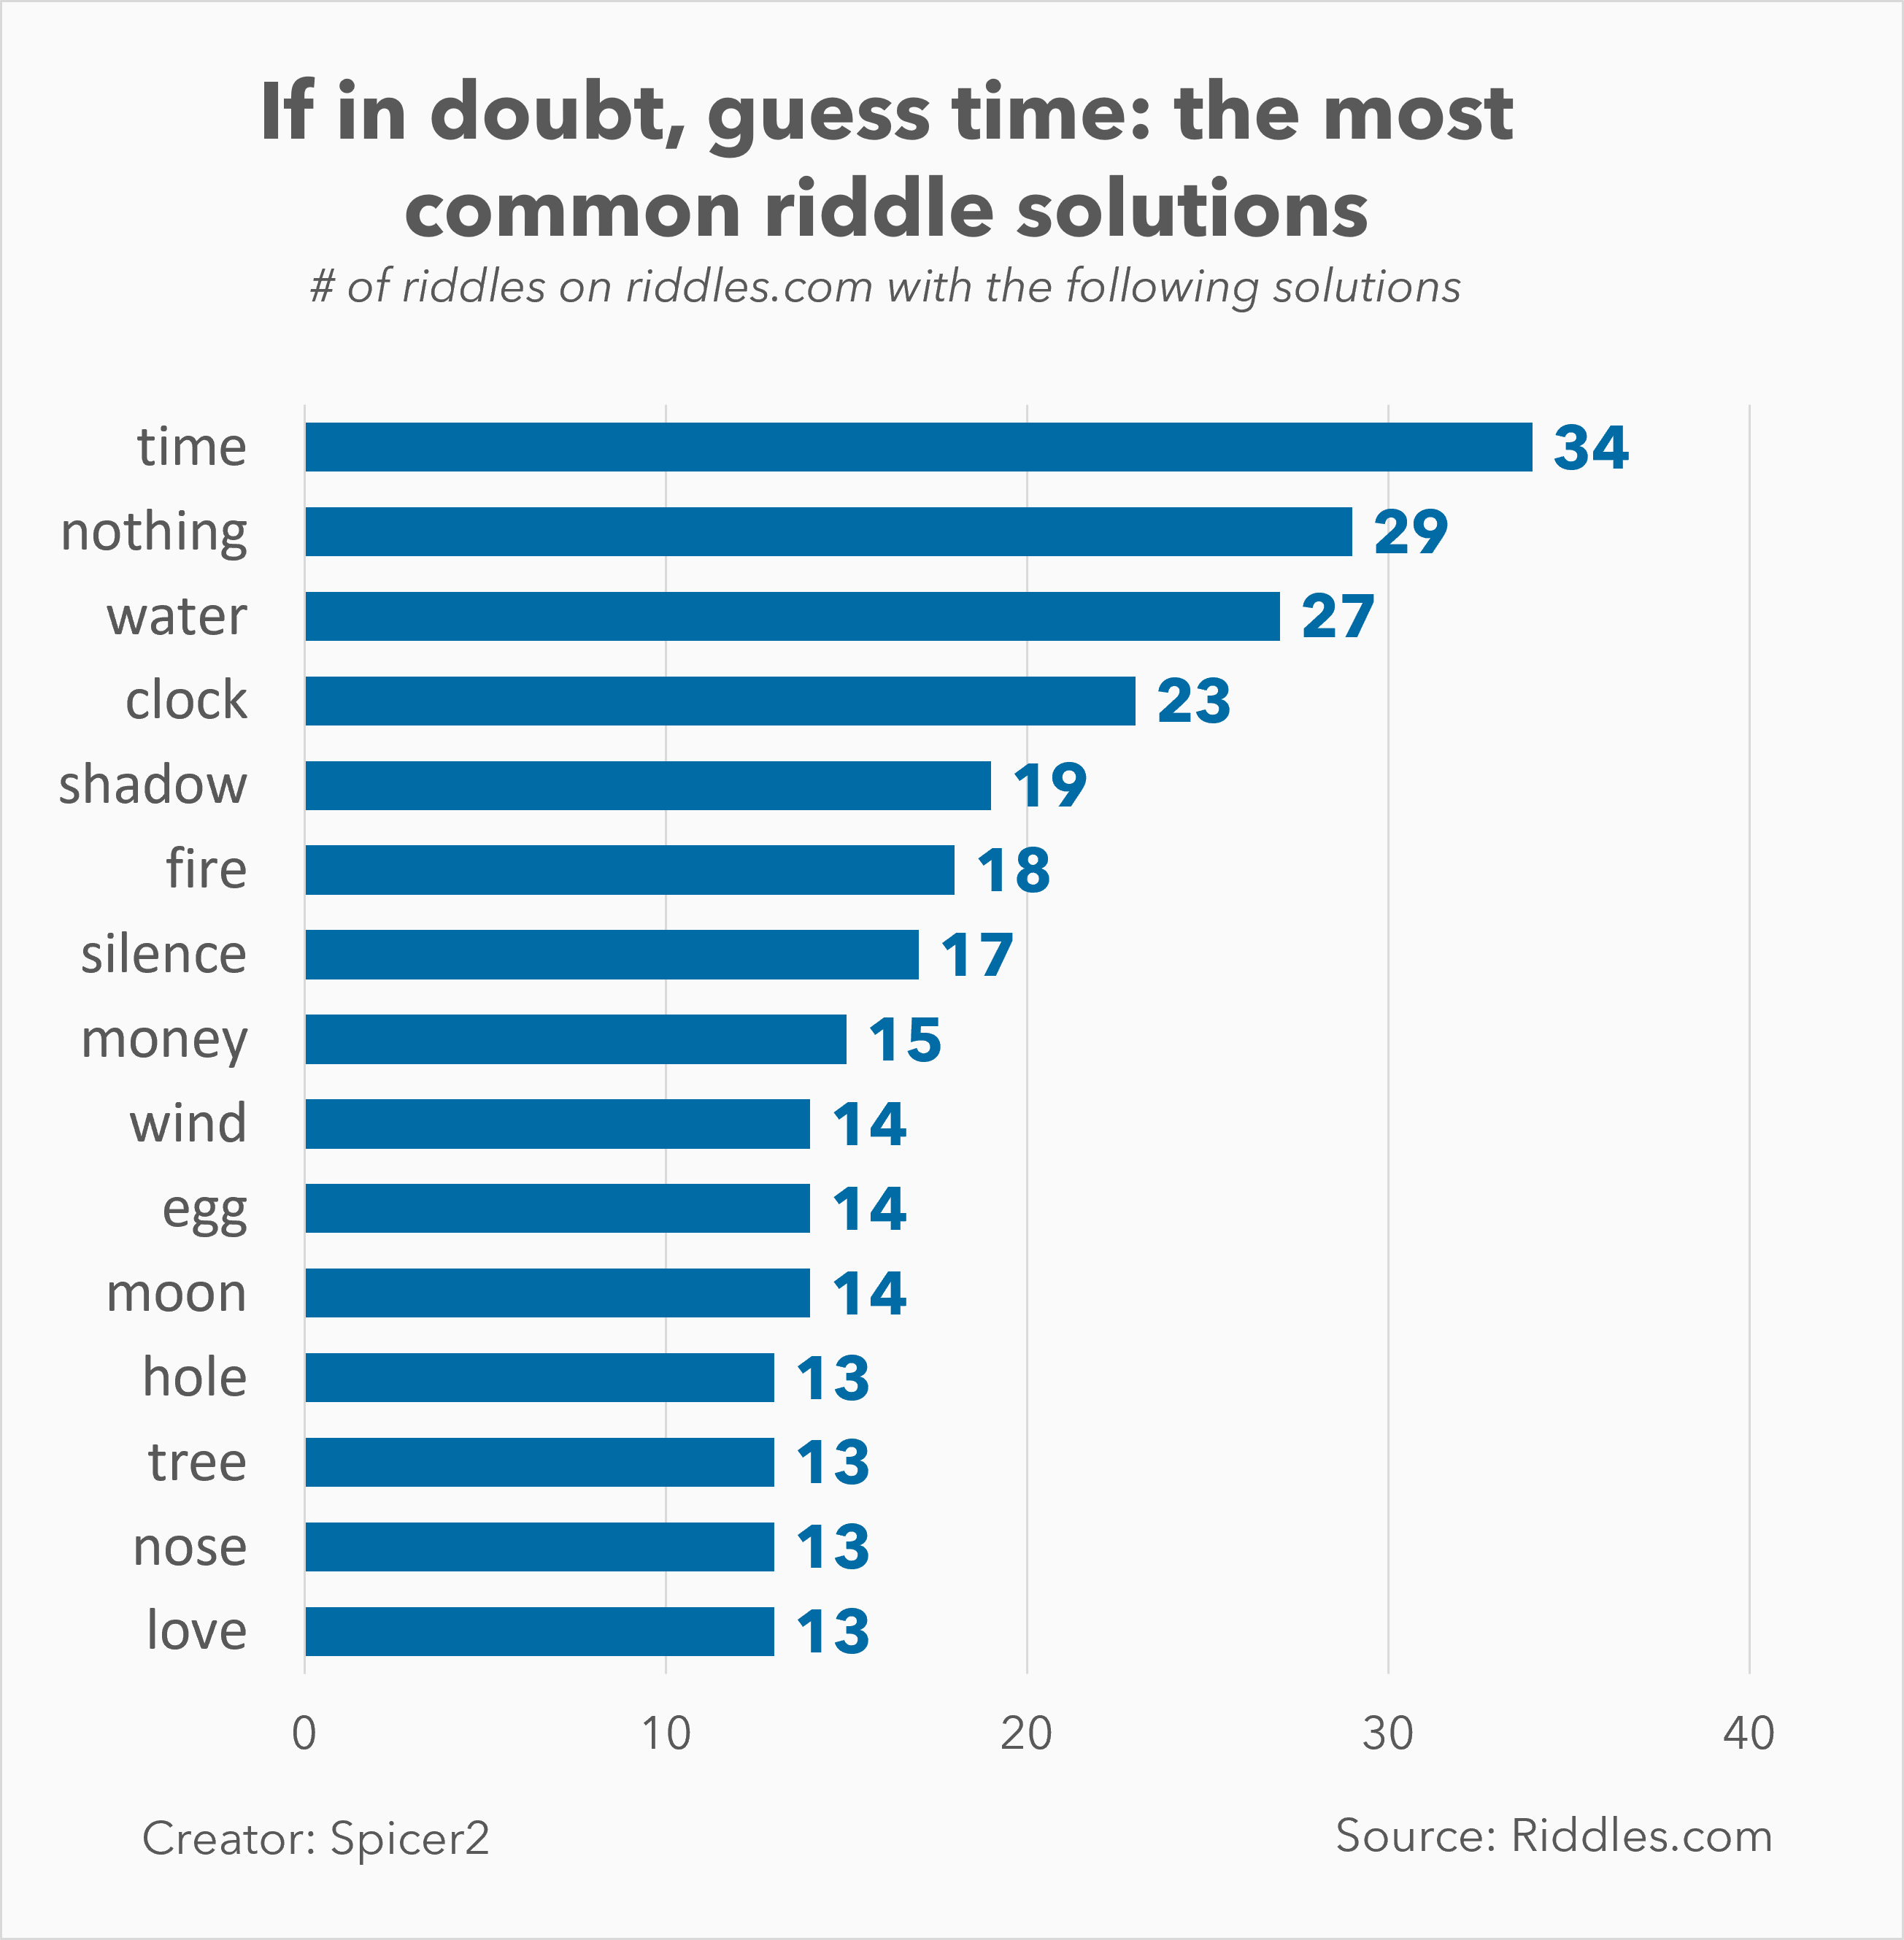 If in doubt, guess time: the most
common riddle solutions
# of riddles on riddles.com with the following solutions
time 34
nothing 29
water 27
clock 23
shadow 19
fire 18
silence 17
money 15
wind 14
egg 14
moon 14
hole 13
tree 13
nose 13
love 13
0 10 20 30 40
Creator: Spicer2
Source: Riddles.com